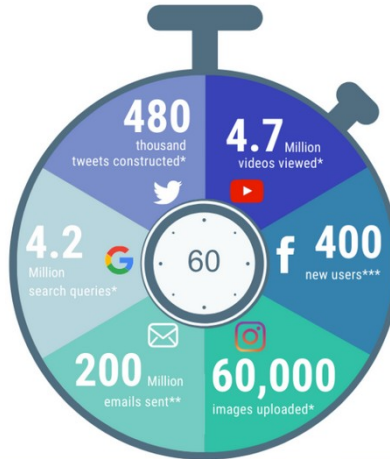 480
thousand
tweets constructed*
4.7 Million
videos viewed*
4.2
Million
search queries*
G
60
f 400
new users***
200 Million
emails sent**
60,000
images uploaded*